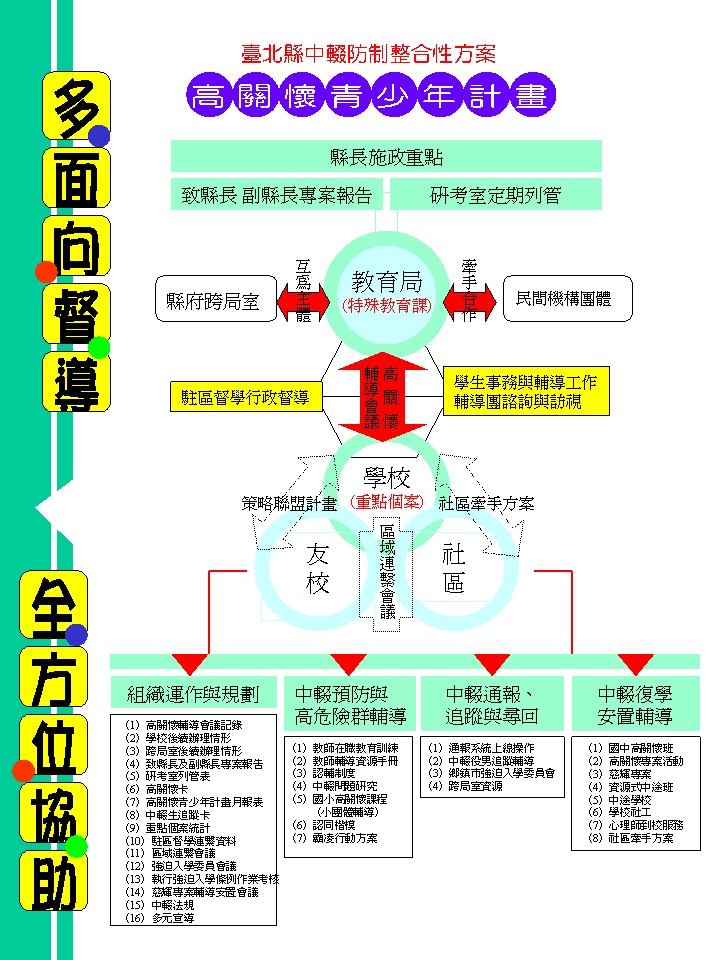 臺北縣中輟防制整合性方案
高關懷青少年計畫
多面向督導
全方位協助
縣長施政重點
致縣長 副縣長專案報告
研考室定期列管
縣府跨局室
互為主體
教育局
(特殊教育課)
牽手合作
民間機構團體
駐區督學行政督導
高關懷
輔導會議
學生事務與輔導工作
輔導團諮詢與訪視
學校
(重點個案)
策略聯盟計畫
社區牽手方案
區域連繫會議
友校
社區
組織運作與規劃
(1) 高關懷輔導會議記錄
(2) 學校後續辦理情形
(3) 跨局室後續辦理情形
(4) 致縣長及副縣長專案報告
(5) 研考室列管表
(6) 高關懷卡
(7) 高關懷青少年計畫月報表
(8) 中輟生追蹤卡
(9) 重點個案統計
(10) 駐區督學連繫資料
(11) 區域連繫會議
(12) 強迫入學委員會議
(13) 執行強迫入學條例作業考核
(14) 慈輝專案輔導安置會議
(15) 中輟法規
(16) 多元宣導
中輟預防與
高危險群輔導
(1) 教師在職教育訓練
(2) 教師輔導資源手冊
(3) 認輔制度
(4) 中輟問題研究
(5) 國小高關懷課程
(小團體輔導)
(6) 認同楷模
(7) 霸凌行動方案
中輟通報、
追蹤與尋回
(1) 通報系統上線操作
(2) 中輟役男追蹤輔導
(3) 鄉鎮市強迫入學委員會
(4) 跨局室資源
中輟復學
安置輔導
(1) 國中高關懷班
(2) 高關懷專案活動
(3) 慈輝專案
(4) 資源式中途班
(5) 中途學校
(6) 學校社工
(7) 心理師到校服務
(8) 社區牽手方案